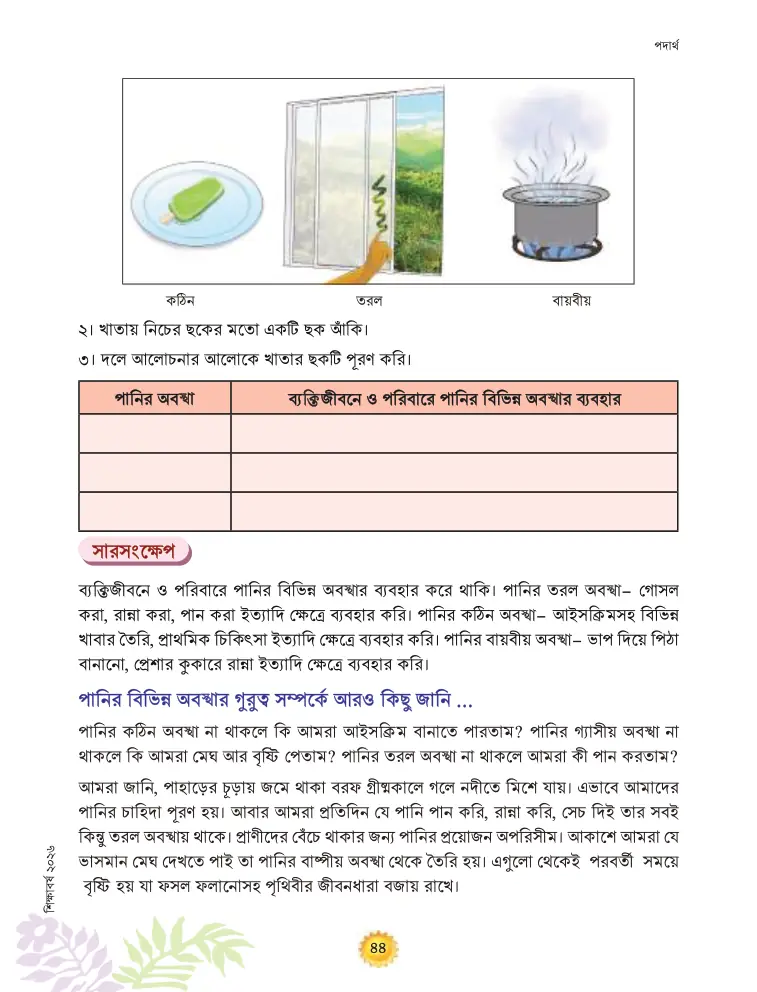 পদার্থ
কঠিন
তরল
বায়বীয়
২। খাতায় নিচের ছকের মতো একটি ছক আঁকি।
৩। দলে আলোচনার আলোকে খাতার ছকটি পূরণ করি।
পানির অবস্থা
ব্যক্তিজীবনে ও পরিবারে পানির বিভিন্ন অবস্থার ব্যবহার
সারসংক্ষেপ
ব্যক্তিজীবনে ও পরিবারে পানির বিভিন্ন অবস্থার ব্যবহার করে থাকি। পানির তরল অবস্থা– গোসল
করা, রান্না করা, পান করা ইত্যাদি ক্ষেত্রে ব্যবহার করি। পানির কঠিন অবস্থা– আইসক্রিমসহ বিভিন্ন
খাবার তৈরি, প্রাথমিক চিকিৎসা ইত্যাদি ক্ষেত্রে ব্যবহার করি। পানির বায়বীয় অবস্থা– ভাপ দিয়ে পিঠা
বানানো, প্রেশার কুকারে রান্না ইত্যাদি ক্ষেত্রে ব্যবহার করি।
পানির বিভিন্ন অবস্থার গুরুত্ব সম্পর্কে আরও কিছু জানি ...
পানির কঠিন অবস্থা না থাকলে কি আমরা আইসক্রিম বানাতে পারতাম? পানির গ্যাসীয় অবস্থা না
থাকলে কি আমরা মেঘ আর বৃষ্টি পেতাম? পানির তরল অবস্থা না থাকলে আমরা কী পান করতাম?
আমরা জানি, পাহাড়ের চূড়ায় জমে থাকা বরফ গ্রীষ্মকালে গলে নদীতে মিশে যায়। এভাবে আমাদের
পানির চাহিদা পূরণ হয়। আবার আমরা প্রতিদিন যে পানি পান করি, রান্না করি, সেচ দিই তার সবই
কিন্তু তরল অবস্থায় থাকে। প্রাণীদের বেঁচে থাকার জন্য পানির প্রয়োজন অপরিসীম। আকাশে আমরা যে
ভাসমান মেঘ দেখতে পাই তা পানির বাষ্পীয় অবস্থা থেকে তৈরি হয়। এগুলো থেকেই পরবর্তী সময়ে
বৃষ্টি হয় যা ফসল ফলানোসহ পৃথিবীর জীবনধারা বজায় রাখে।
শিক্ষাবর্ষ ২০২৬
৪৪